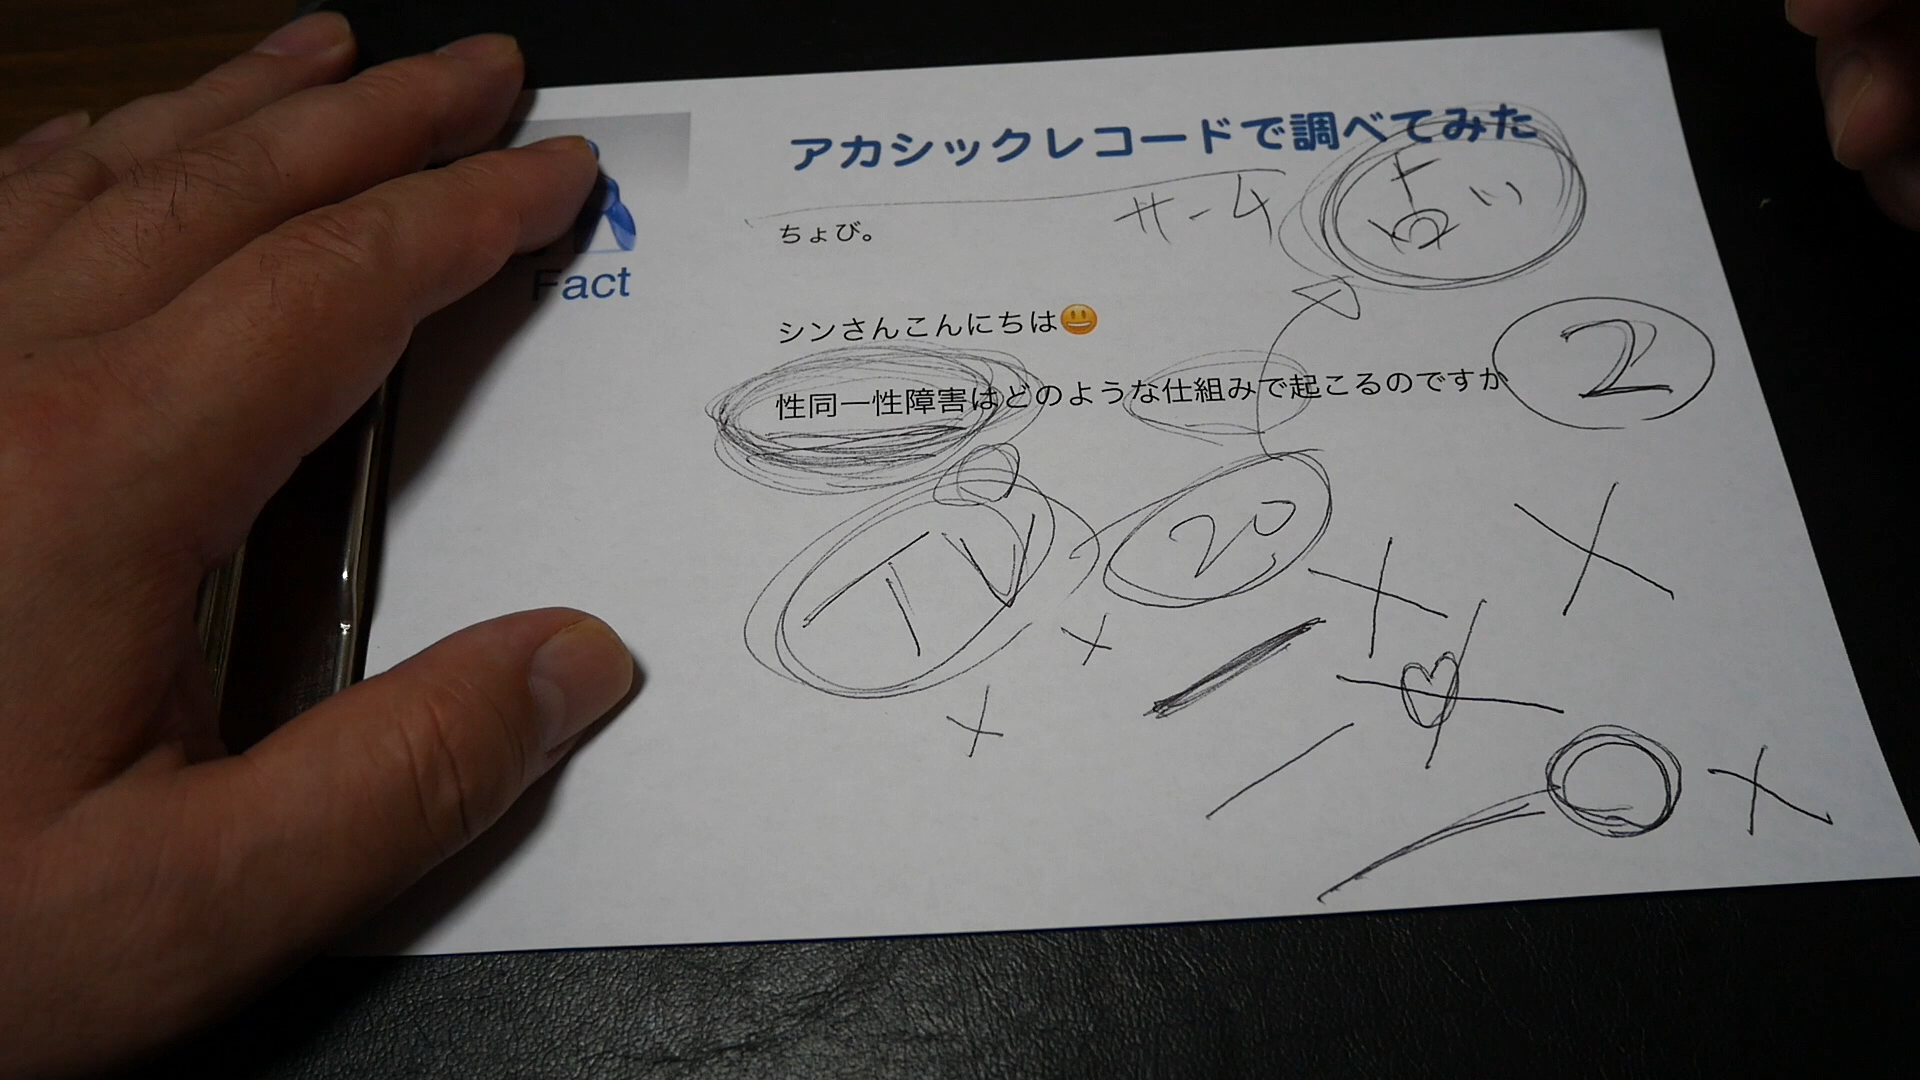 アカシックレコードで調べてみた
サーム
占い
Fact
ちょび。
シンさんこんにちは😃
性同一性障害はどのような仕組みで起こるのですか
2
TV
20